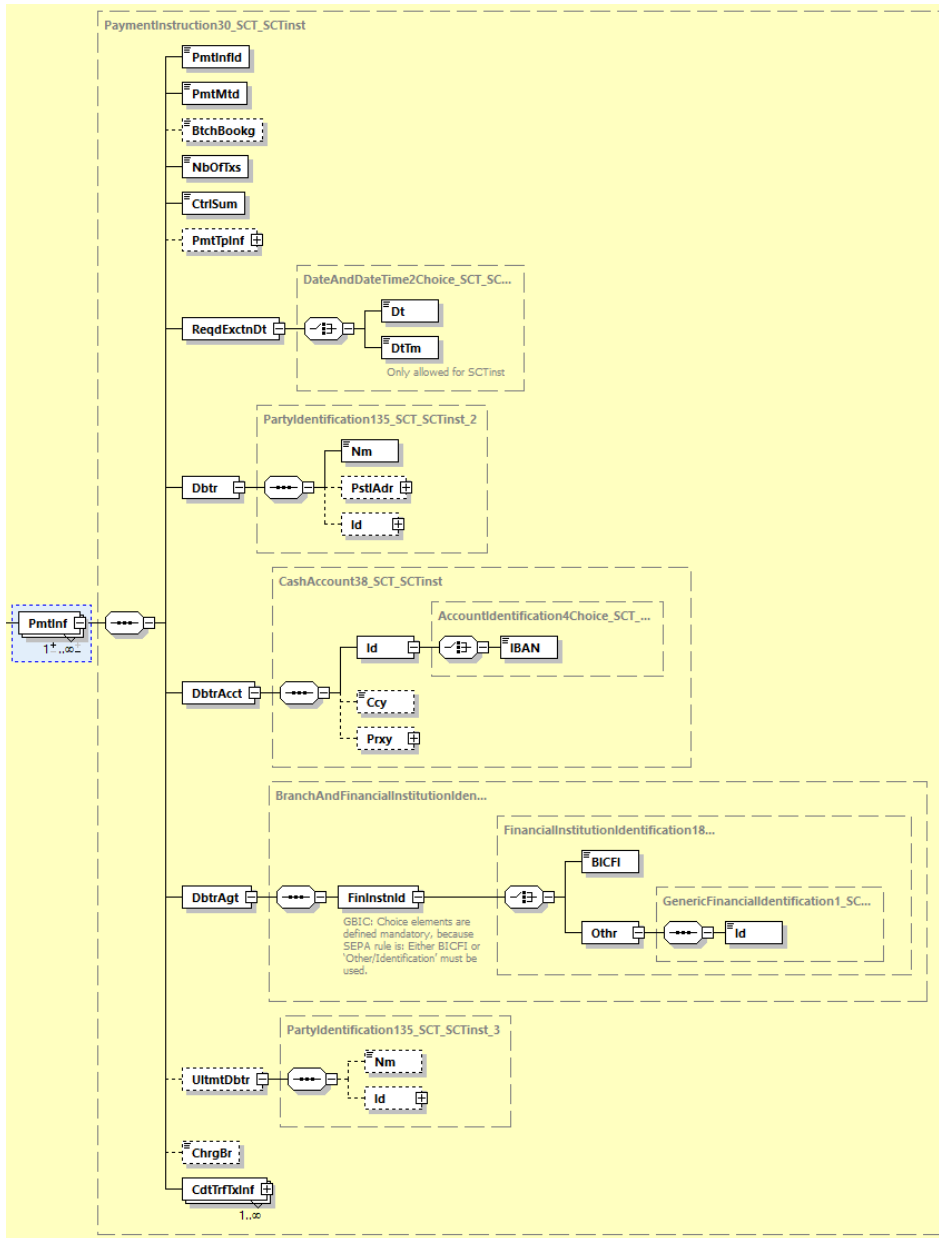 PaymentInstruction30_SCT_SCTinst
PmtInfId
PmtMtd
BtchBookg
NbOfTxs
CtrlSum
PmtTpInf
DateAndDateTime2Choice_SCT_SC...
ReqdExctnDt
Dt
DtTm
Only allowed for SCTinst
PartyIdentification135_SCT_SCTinst_2
Dbtr
Nm
PstlAdr
Id
CashAccount38_SCT_SCTinst
PmtInf
1..∞
AccountIdentification4Choice_SCT_...
Id
IBAN
DbtrAcct
Ccy
Prxy
BranchAndFinancialInstitutionIden...
FinancialInstitutionIdentification18...
BICFI
DbtrAgt
FinInstnId
GenericFinancialIdentification1_SC...
GBIC: Choice elements are
defined mandatory, because
SEPA rule is: Either BICFI or
'Other/Identification' must be
used.
Othr
Id
PartyIdentification135_SCT_SCTinst_3
UltmtDbtr
Nm
Id
ChrgBr
CdtTrfTxInf
1..∞